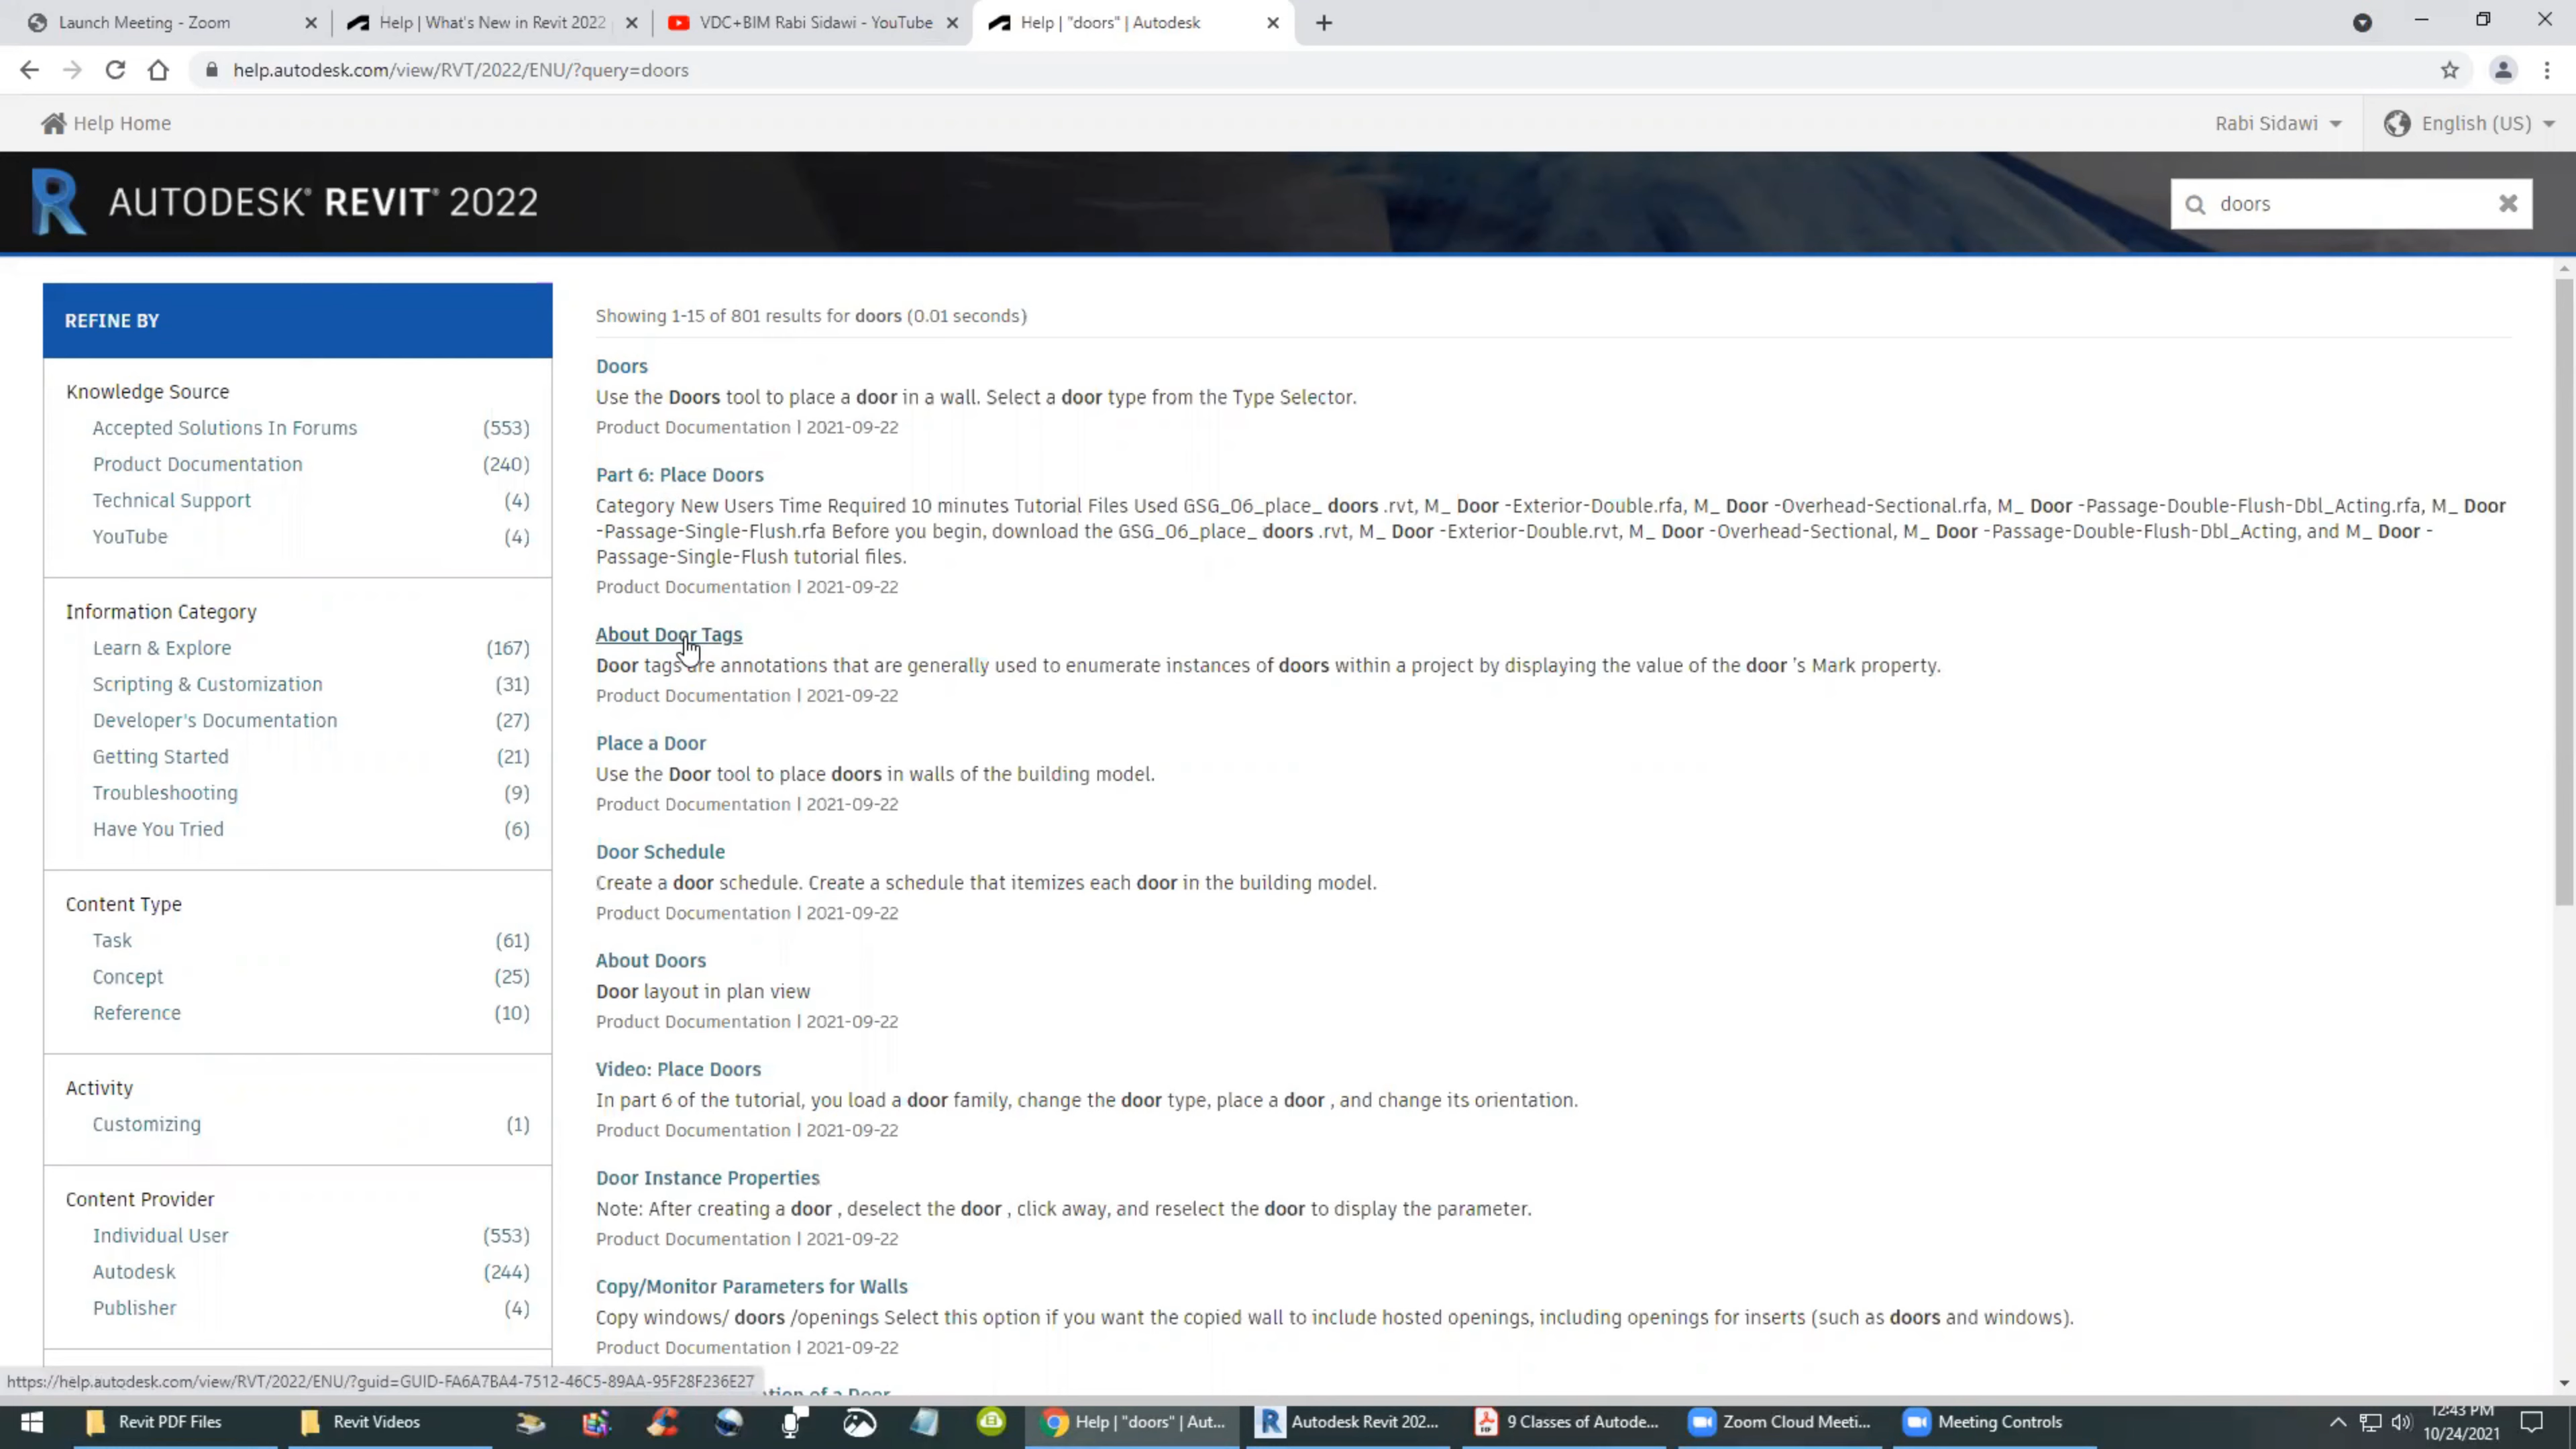 Launch Meeting - Zoom
Help | What's New in Revit 2022
VDC+BIM Rabi Sidawi - YouTube
Help | "doors" | Autodesk
help.autodesk.com/view/RVT/2022/ENU/?query=doors
Help Home
Rabi Sidawi
English (US)
AUTODESK® REVIT® 2022
doors
REFINE BY
Knowledge Source
Accepted Solutions In Forums (553)
Product Documentation (240)
Technical Support (4)
YouTube (4)
Information Category
Learn & Explore (167)
Scripting & Customization (31)
Developer's Documentation (27)
Getting Started (21)
Troubleshooting (9)
Have You Tried (6)
Content Type
Task (61)
Concept (25)
Reference (10)
Activity
Customizing (1)
Content Provider
Individual User (553)
Autodesk (244)
Publisher (4)
Showing 1-15 of 801 results for doors (0.01 seconds)
Doors
Use the Doors tool to place a door in a wall. Select a door type from the Type Selector.
Product Documentation | 2021-09-22
Part 6: Place Doors
Category New Users Time Required 10 minutes Tutorial Files Used GSG_06_place_ doors .rvt, M_ Door -Exterior-Double.rfa, M_ Door -Overhead-Sectional.rfa, M_ Door -Passage-Double-Flush-Dbl_Acting.rfa, M_ Door
-Passage-Single-Flush.rfa Before you begin, download the GSG_06_place_ doors .rvt, M_ Door -Exterior-Double.rvt, M_ Door -Overhead-Sectional, M_ Door -Passage-Double-Flush-Dbl_Acting, and M_ Door -
Passage-Single-Flush tutorial files.
Product Documentation | 2021-09-22
About Door Tags
Door tags are annotations that are generally used to enumerate instances of doors within a project by displaying the value of the door 's Mark property.
Product Documentation | 2021-09-22
Place a Door
Use the Door tool to place doors in walls of the building model.
Product Documentation | 2021-09-22
Door Schedule
Create a door schedule. Create a schedule that itemizes each door in the building model.
Product Documentation | 2021-09-22
About Doors
Door layout in plan view
Product Documentation | 2021-09-22
Video: Place Doors
In part 6 of the tutorial, you load a door family, change the door type, place a door , and change its orientation.
Product Documentation | 2021-09-22
Door Instance Properties
Note: After creating a door , deselect the door , click away, and reselect the door to display the parameter.
Product Documentation | 2021-09-22
Copy/Monitor Parameters for Walls
Copy windows/ doors /openings Select this option if you want the copied wall to include hosted openings, including openings for inserts (such as doors and windows).
Product Documentation | 2021-09-22
of a Door
https://help.autodesk.com/view/RVT/2022/ENU/?guid=GUID-FA6A7BA4-7512-46C5-89AA-95F28F236E27
Revit PDF Files
Revit Videos
Help | "doors" | Aut...
Autodesk Revit 202...
9 Classes of Autode...
Zoom Cloud Meeti...
Meeting Controls
12:43 PM
10/24/2021